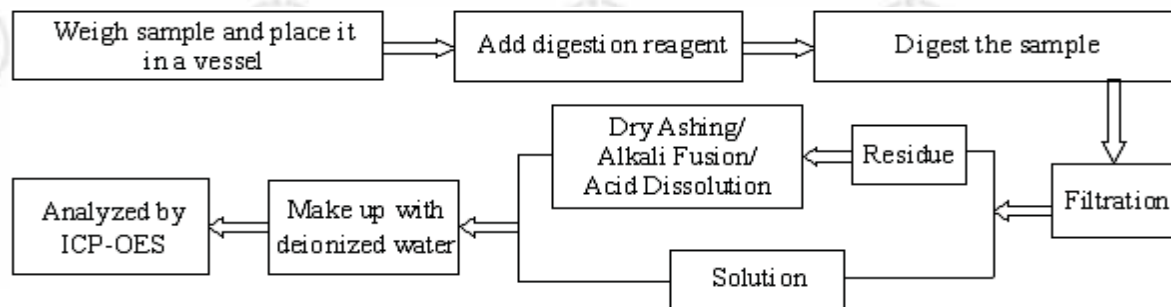 Weigh sample and place it
in a vessel
Add digestion reagent
Digest the sample
Filtration
Residue
Dry Ashing/
Alkali Fusion/
Acid Dissolution
Solution
Make up with
deionized water
Analyzed by
ICP-OES